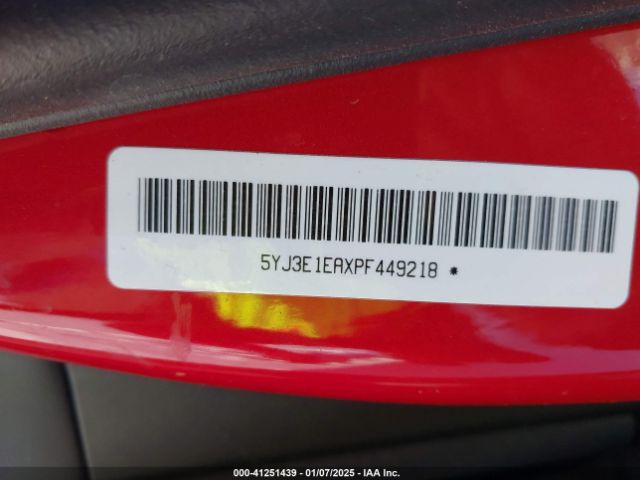 5YJ3E1EAXPF449218 *
000-41251439 - 01/07/2025 - IAA Inc.